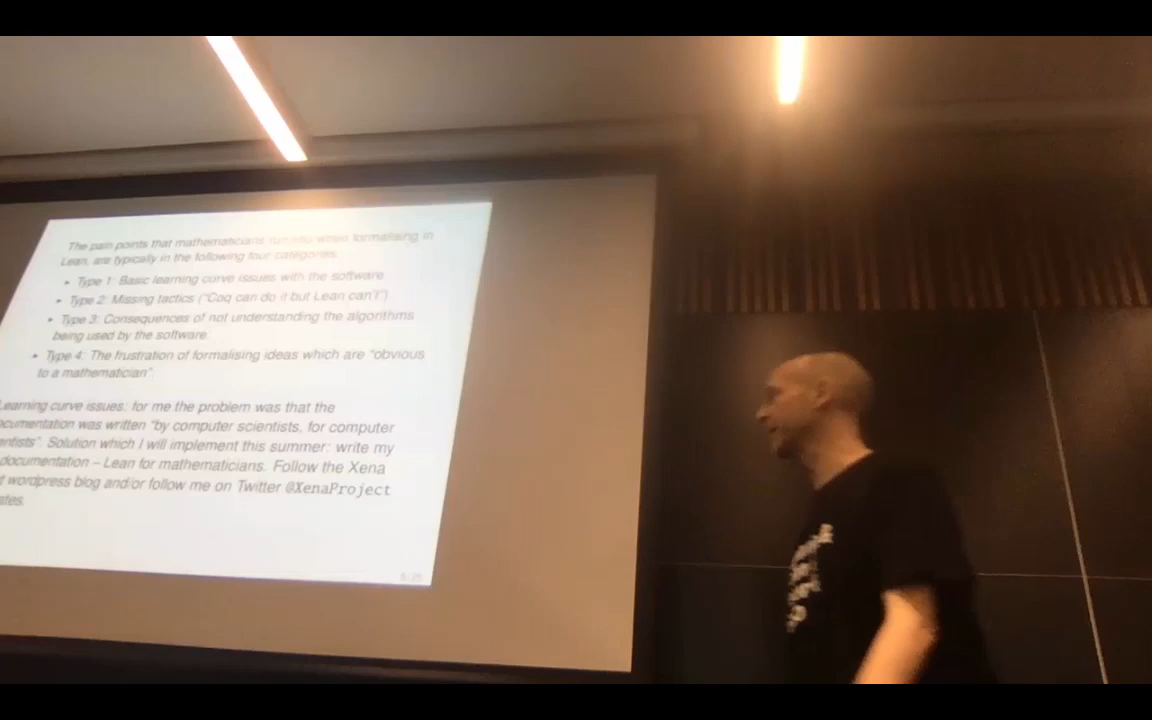 The pain points that mathematicians run into when formalising in
Lean, are typically in the following four categories:
Type 1: Basic learning curve issues with the software
Type 2: Missing tactics ("Coq can do it but Lean can't")
Type 3: Consequences of not understanding the algorithms
being used by the software
Type 4: The frustration of formalising ideas which are "obvious
to a mathematician".
Learning curve issues: for me the problem was that the
documentation was written "by computer scientists, for computer
entists". Solution which I will implement this summer: write my
documentation – Lean for mathematicians. Follow the Xena
t wordpress blog and/or follow me on Twitter @XenaProject
ates.